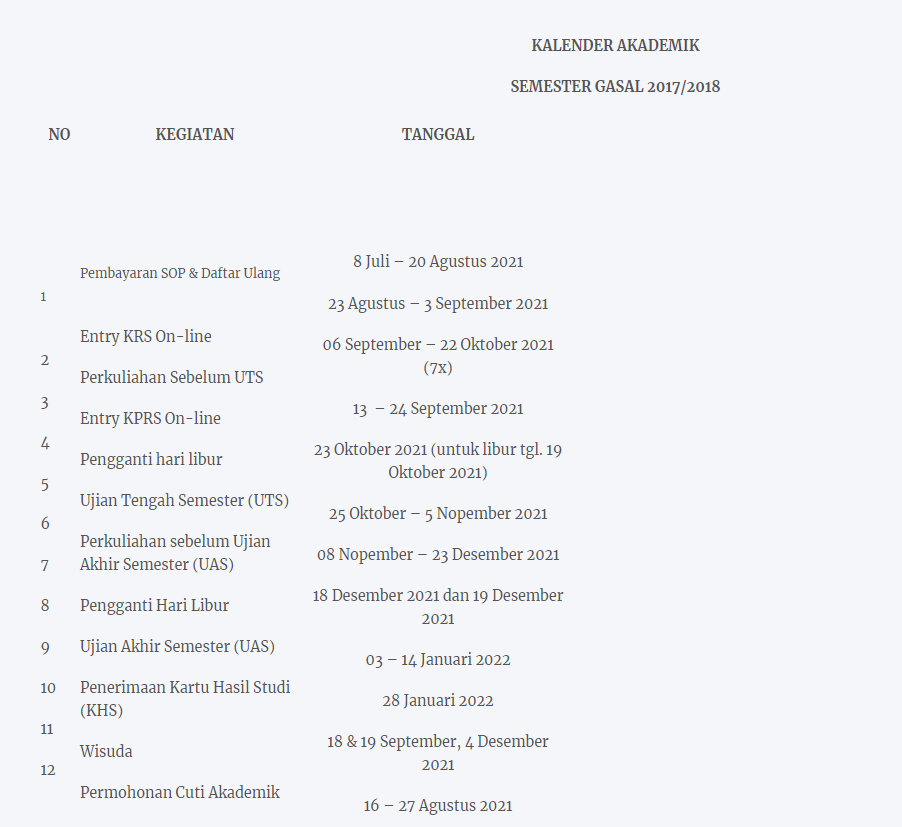 KALENDER AKADEMIK
SEMESTER GASAL 2017/2018
NO KEGIATAN TANGGAL
1
2
3
4
5
6
7
8
9
10
11
12
Pembayaran SOP & Daftar Ulang
Entry KRS On-line
Perkuliahan Sebelum UTS
Entry KPRS On-line
Pengganti hari libur
Ujian Tengah Semester (UTS)
Perkuliahan sebelum Ujian
Akhir Semester (UAS)
Pengganti Hari Libur
Ujian Akhir Semester (UAS)
Penerimaan Kartu Hasil Studi
(KHS)
Wisuda
Permohonan Cuti Akademik
8 Juli – 20 Agustus 2021
23 Agustus – 3 September 2021
06 September – 22 Oktober 2021
(7x)
13 – 24 September 2021
23 Oktober 2021 (untuk libur tgl. 19
Oktober 2021)
25 Oktober – 5 Nopember 2021
08 Nopember – 23 Desember 2021
18 Desember 2021 dan 19 Desember
2021
03 – 14 Januari 2022
28 Januari 2022
18 & 19 September, 4 Desember
2021
16 – 27 Agustus 2021